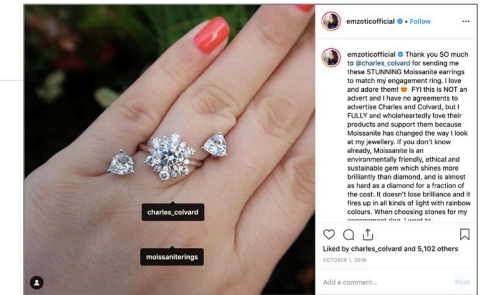 emzoticofficial • Follow
emzoticofficial Thank you SO much
to @charles_colvard for sending me
these STUNNING Moissanite earrings
to match my engagement ring. I love
and adore them! 😍 FYI this is NOT an
advert and I have no agreements to
advertise Charles and Colvard, but I
FULLY and wholeheartedly love their
products and support them because
Moissanite has changed the way I look
at my jewellery. If you don't know
already, Moissanite is an
environmentally friendly, ethical and
sustainable gem which shines more
brilliantly than diamond, and is almost
as hard as a diamond for a fraction of
the cost. It doesn't lose brilliance and it
fires up in all kinds of light with rainbow
colours. When choosing stones for my
engagement ring, I went to
charles_colvard
moissaniterings
Liked by charles_colvard and 5,102 others
OCTOBER 1, 2018
Add a comment...
Post